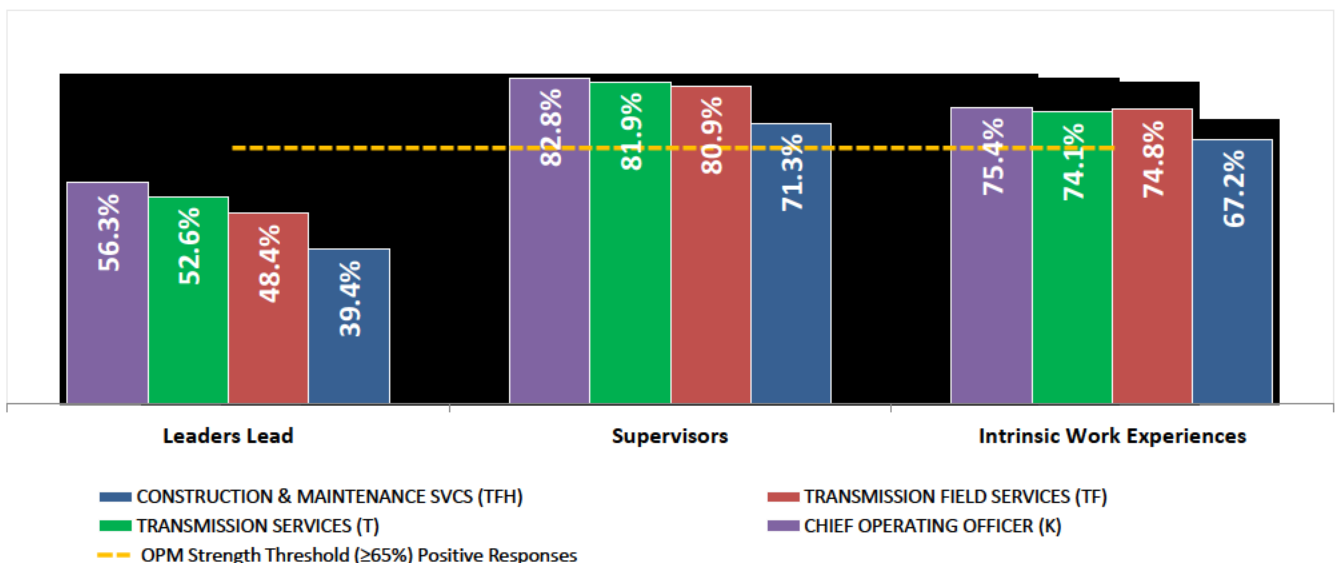 56.3%
52.6%
48.4%
39.4%
82.8%
81.9%
80.9%
71.3%
75.4%
74.1%
74.8%
67.2%
Leaders Lead
Supervisors
Intrinsic Work Experiences
CONSTRUCTION & MAINTENANCE SVCS (TFH)
TRANSMISSION FIELD SERVICES (TF)
TRANSMISSION SERVICES (T)
CHIEF OPERATING OFFICER (K)
OPM Strength Threshold (≥65%) Positive Responses